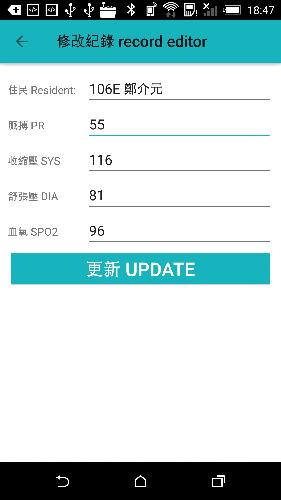 18:47
修改紀錄 record editor
住民 Resident: 106E 鄭介元
脈搏 PR 55
收縮壓 SYS 116
舒張壓 DIA 81
血氧 SPO2 96
更新 UPDATE